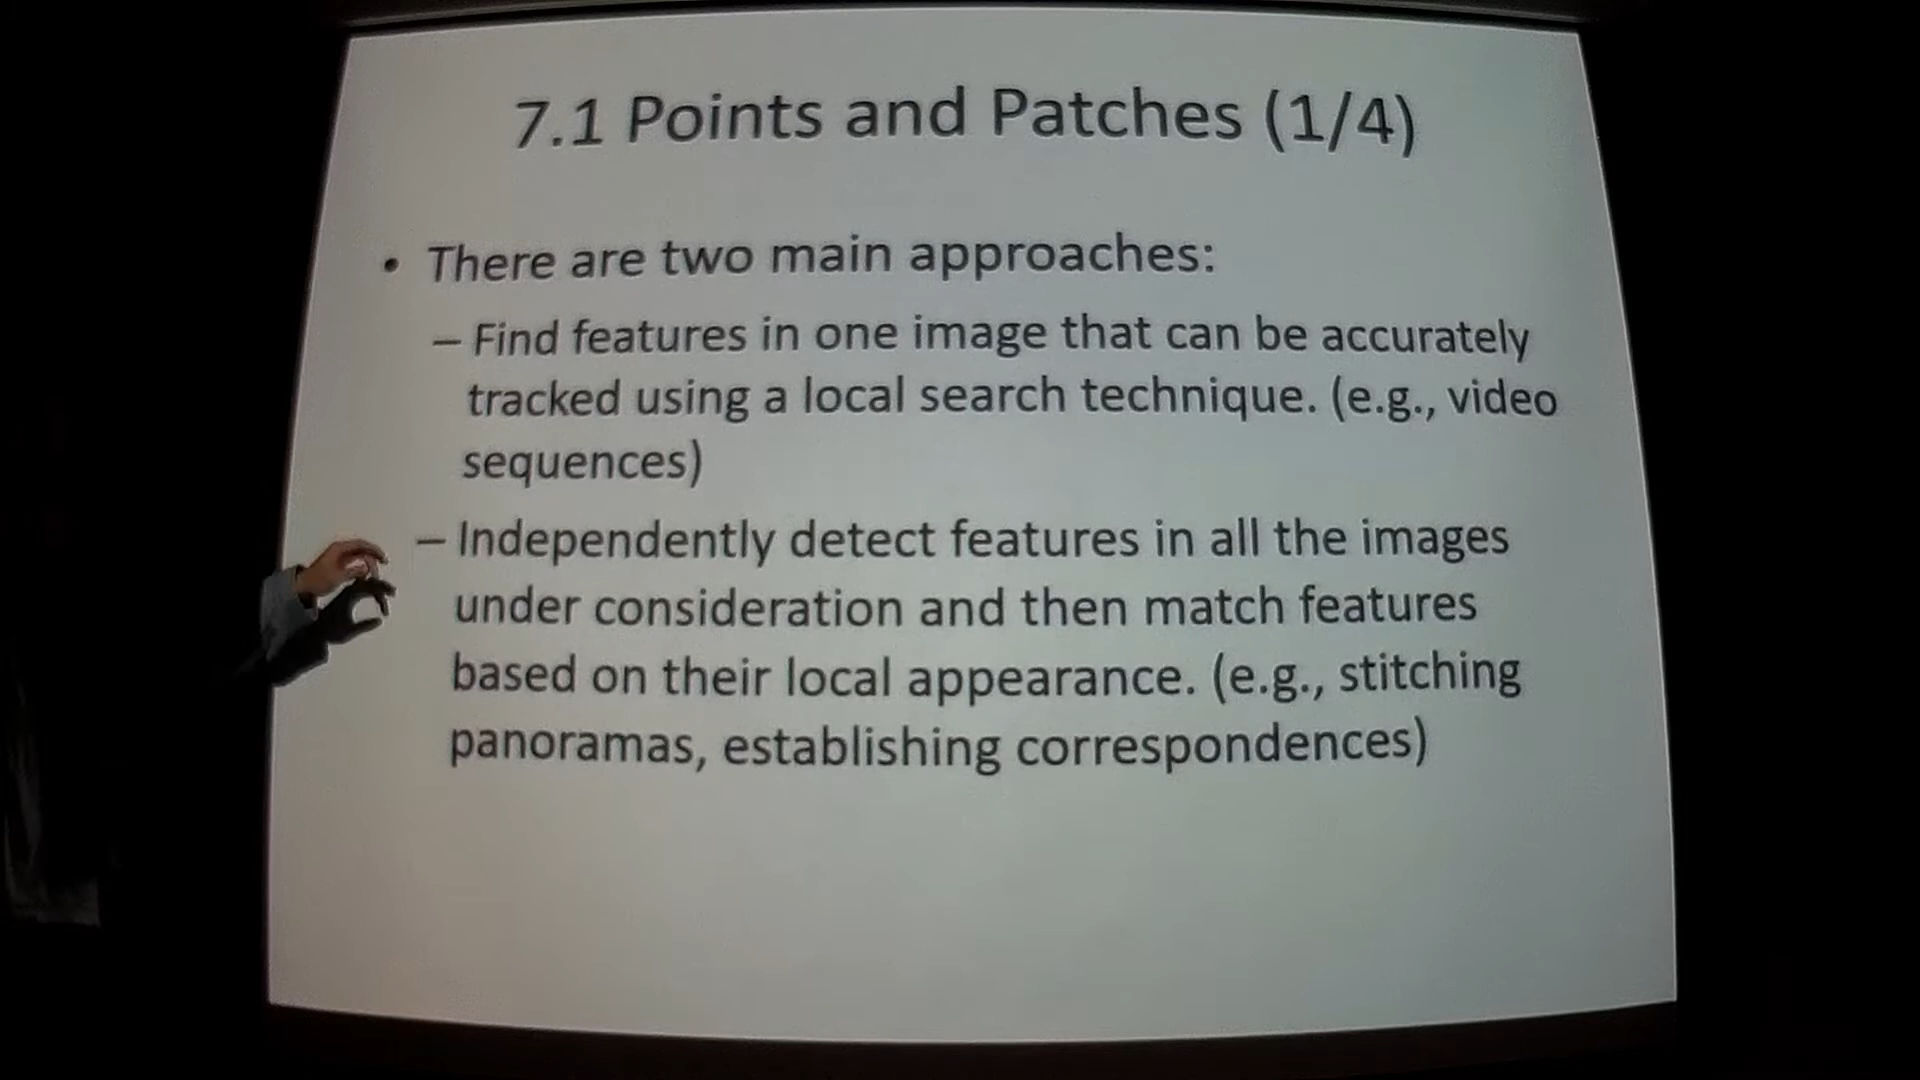 7.1 Points and Patches (1/4)
• There are two main approaches:
– Find features in one image that can be accurately
tracked using a local search technique. (e.g., video
sequences)
– Independently detect features in all the images
under consideration and then match features
based on their local appearance. (e.g., stitching
panoramas, establishing correspondences)